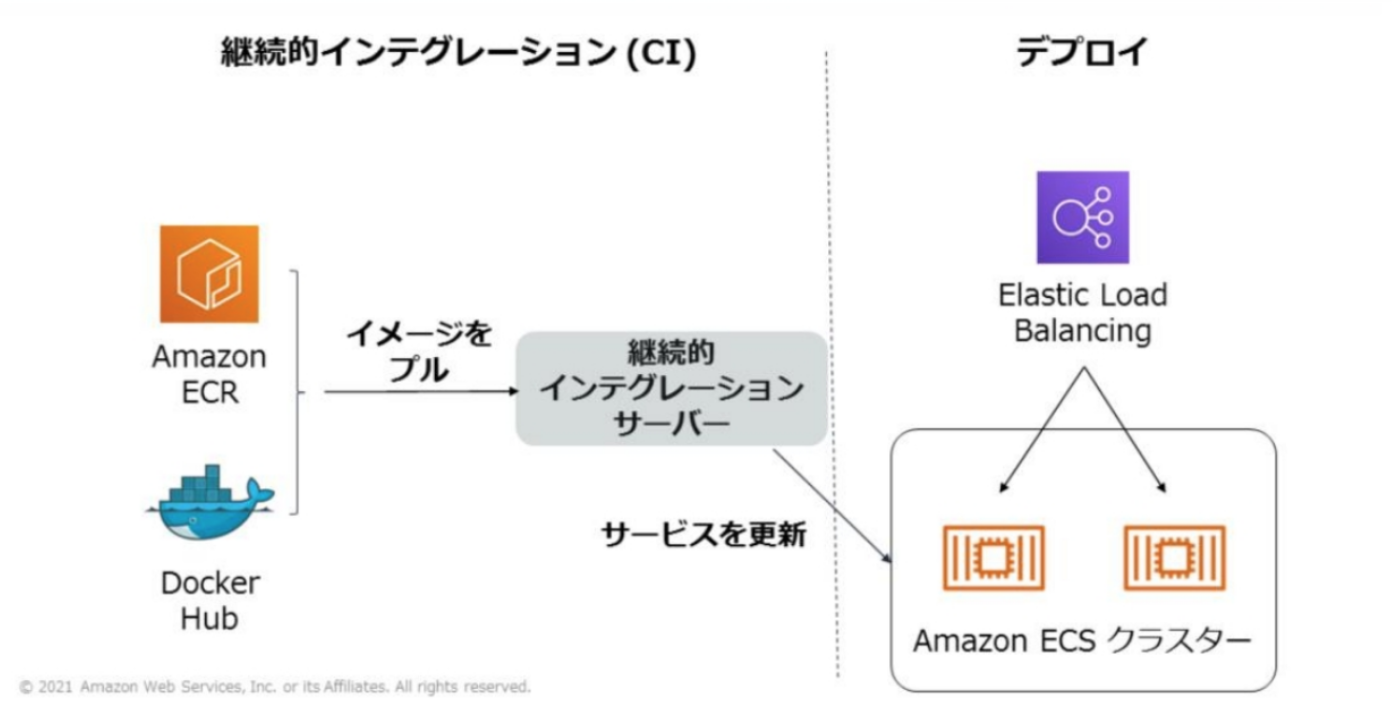 継続的インテグレーション (CI)
デプロイ
Amazon
ECR
Docker
Hub
イメージを
プル
継続的
インテグレーション
サーバー
サービスを更新
Elastic Load
Balancing
Amazon ECS クラスター
© 2021 Amazon Web Services, Inc. or its Affiliates. All rights reserved.